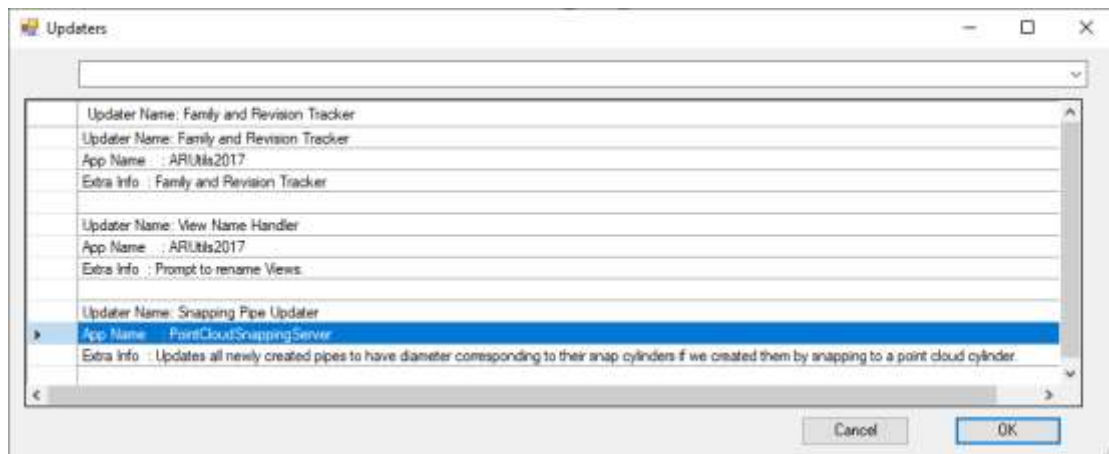 Updaters
Updater Name: Family and Revision Tracker
Updater Name: Family and Revision Tracker
App Name : ARUtils2017
Extra Info : Family and Revision Tracker
Updater Name: View Name Handler
App Name : ARUtils2017
Extra Info : Prompt to rename Views.
Updater Name: Snapping Pipe Updater
App Name : PointCloudSnappingServer
Extra Info : Updates all newly created pipes to have diameter corresponding to their snap cylinders if we created them by snapping to a point cloud cylinder.
Cancel OK